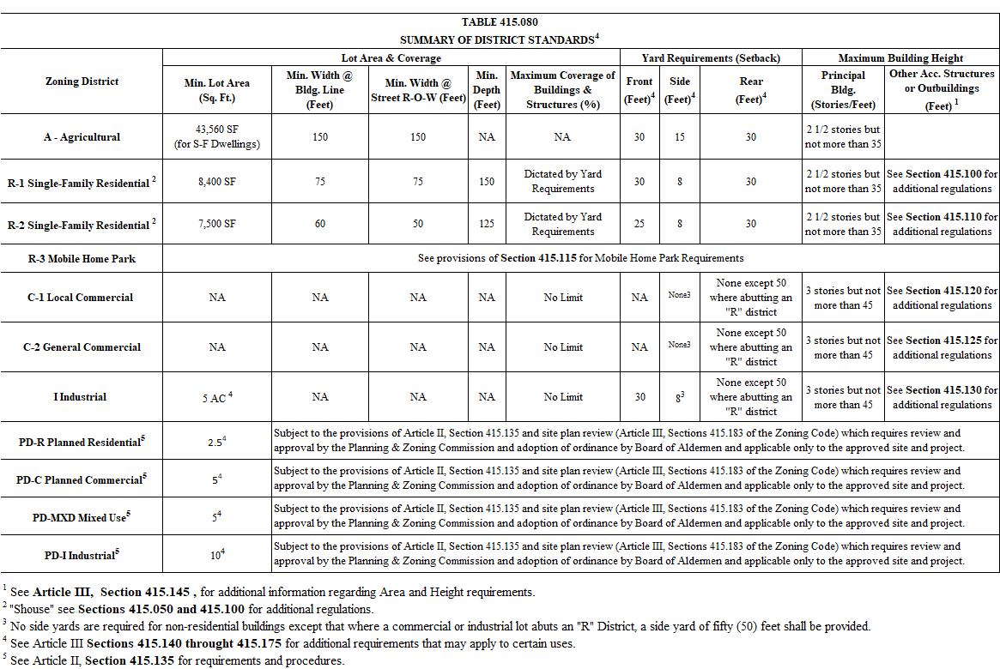 TABLE 415.080
SUMMARY OF DISTRICT STANDARDS4
Zoning District
Lot Area & Coverage
Yard Requirements (Setback)
Maximum Building Height
Min. Lot Area
(Sq. Ft.)
Min. Width @
Bldg. Line
(Feet)
Min. Width @
Street R-O-W (Feet)
Min.
Depth
(Feet)
Maximum Coverage of
Buildings &
Structures (%)
Front
(Feet)4
Side
(Feet)4
Rear
(Feet)4
Principal
Bldg.
(Stories/Feet)
Other Acc. Structures
or Outbuildings
(Feet) 1
A - Agricultural
43,560 SF
(for S-F Dwellings)
150
150
NA
NA
30
15
30
2 1/2 stories but
not more than 35
R-1 Single-Family Residential 2
8,400 SF
75
75
150
Dictated by Yard
Requirements
30
8
30
2 1/2 stories but
not more than 35
See Section 415.100 for
additional regulations
R-2 Single-Family Residential 2
7,500 SF
60
50
125
Dictated by Yard
Requirements
25
8
30
2 1/2 stories but
not more than 35
See Section 415.110 for
additional regulations
R-3 Mobile Home Park
See provisions of Section 415.115 for Mobile Home Park Requirements
C-1 Local Commercial
NA
NA
NA
NA
No Limit
NA
None3
None except 50
where abutting an
"R" district
3 stories but not
more than 45
See Section 415.120 for
additional regulations
C-2 General Commercial
NA
NA
NA
NA
No Limit
NA
None3
None except 50
where abutting an
"R" district
3 stories but not
more than 45
See Section 415.125 for
additional regulations
I Industrial
5 AC 4
NA
NA
NA
No Limit
30
83
None except 50
where abutting an
"R" district
3 stories but not
more than 45
See Section 415.130 for
additional regulations
PD-R Planned Residential5
2.54
Subject to the provisions of Article II, Section 415.135 and site plan review (Article III, Sections 415.183 of the Zoning Code) which requires review and
approval by the Planning & Zoning Commission and adoption of ordinance by Board of Aldermen and applicable only to the approved site and project.
PD-C Planned Commercial5
54
Subject to the provisions of Article II, Section 415.135 and site plan review (Article III, Sections 415.183 of the Zoning Code) which requires review and
approval by the Planning & Zoning Commission and adoption of ordinance by Board of Aldermen and applicable only to the approved site and project.
PD-MXD Mixed Use5
54
Subject to the provisions of Article II, Section 415.135 and site plan review (Article III, Sections 415.183 of the Zoning Code) which requires review and
approval by the Planning & Zoning Commission and adoption of ordinance by Board of Aldermen and applicable only to the approved site and project.
PD-I Industrial5
104
Subject to the provisions of Article II, Section 415.135 and site plan review (Article III, Sections 415.183 of the Zoning Code) which requires review and
approval by the Planning & Zoning Commission and adoption of ordinance by Board of Aldermen and applicable only to the approved site and project.
1 See Article III, Section 415.145 , for additional information regarding Area and Height requirements.
2 "Shouse" see Sections 415.050 and 415.100 for additional regulations.
3 No side yards are required for non-residential buildings except that where a commercial or industrial lot abuts an "R" District, a side yard of fifty (50) feet shall be provided.
4 See Article III Sections 415.140 throught 415.175 for additional requirements that may apply to certain uses.
5 See Article II, Section 415.135 for requirements and procedures.